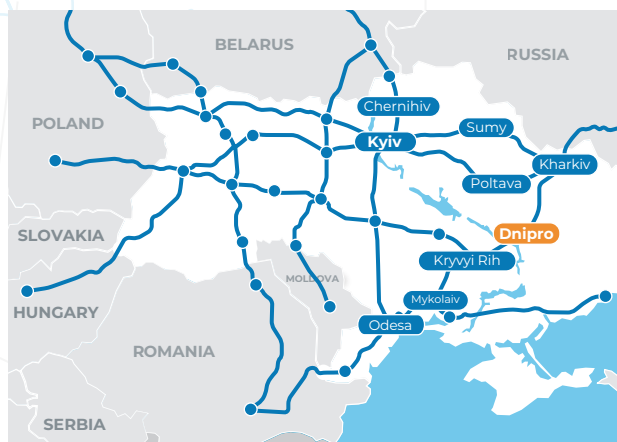 BELARUS
RUSSIA
Chernihiv
POLAND
Sumy
Kyiv
Kharkiv
Poltava
SLOVAKIA
Dnipro
Kryvyi Rih
MOLDOVA
Mykolaiv
HUNGARY
Odesa
ROMANIA
SERBIA